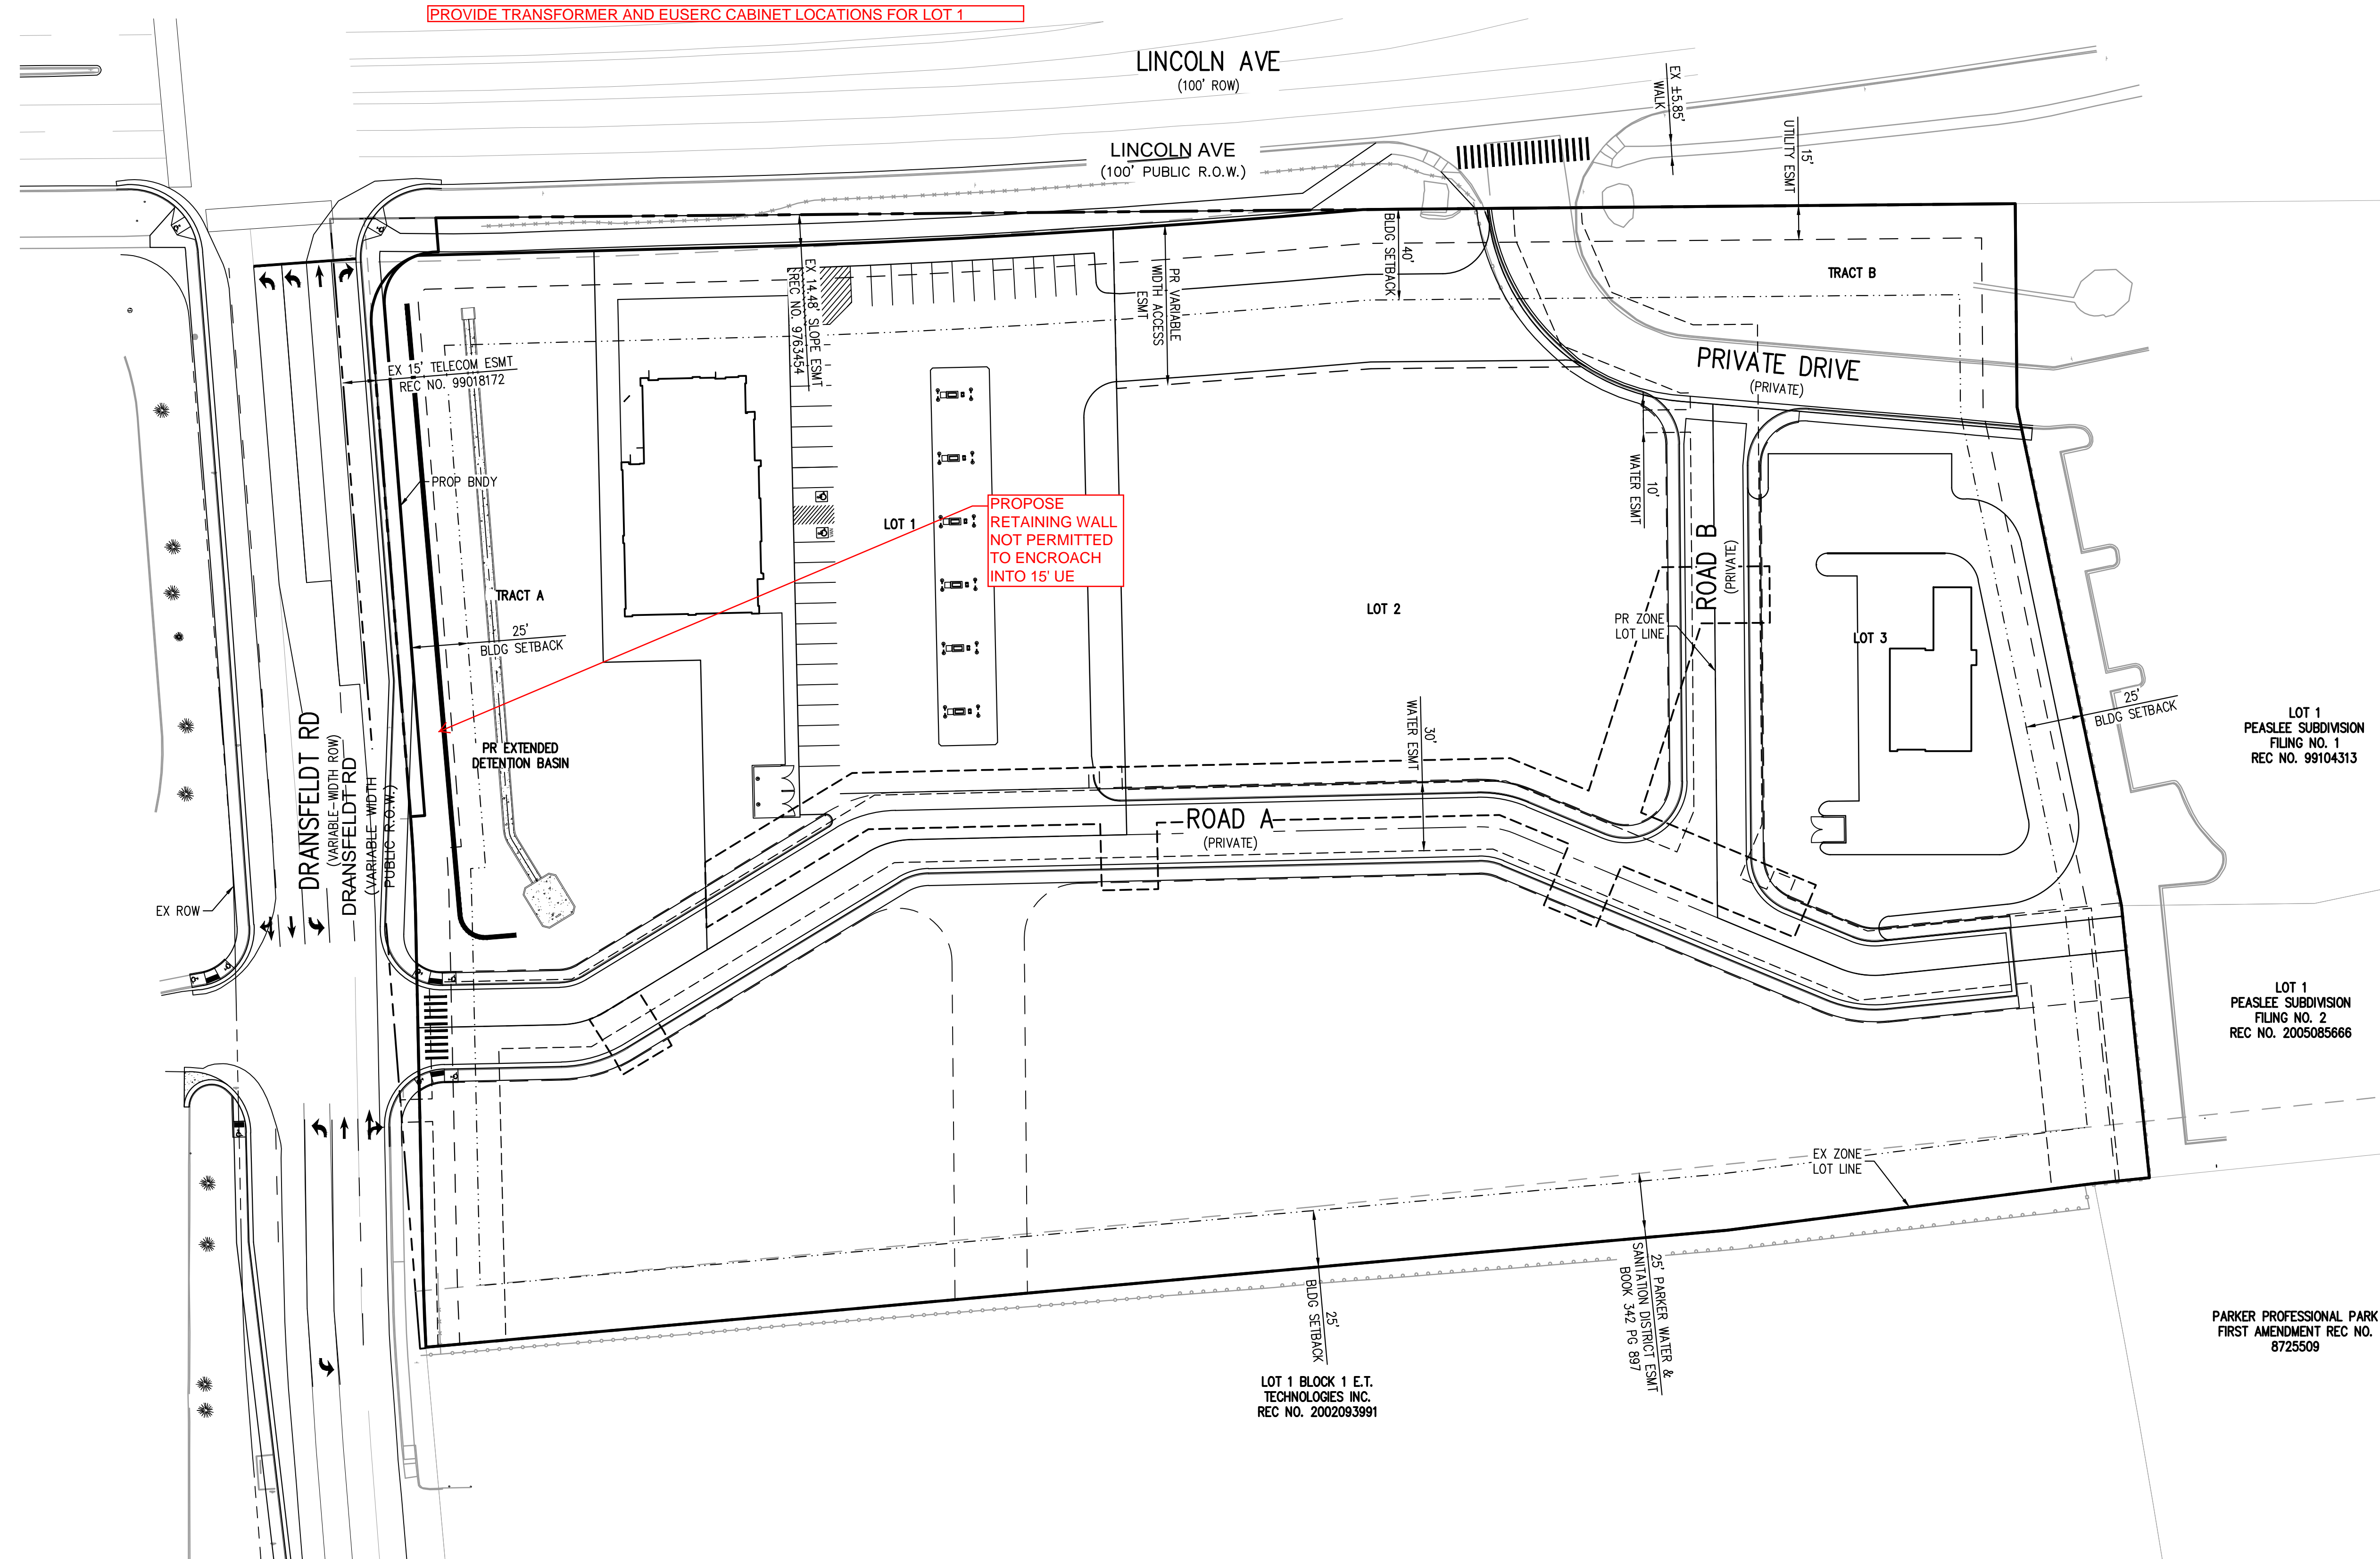 PROVIDE TRANSFORMER AND EUSERC CABINET LOCATIONS FOR LOT 1
LINCOLN AVE
(100' ROW)
LINCOLN AVE
(100' PUBLIC R.O.W.)
EX ±5.85'
WALK
15'
UTILITY ESMT
40'
BLDG SETBACK
TRACT B
PR VARIABLE
WIDTH ACCESS
ESMT
EX 14.48' SLOPE ESMT
REC NO. 9763454
EX 15' TELECOM ESMT
REC NO. 99018172
PRIVATE DRIVE
(PRIVATE)
PROP BNDY
10'
WATER ESMT
PROPOSE
RETAINING WALL
NOT PERMITTED
TO ENCROACH
INTO 15' UE
LOT 1
ROAD B
(PRIVATE)
TRACT A
LOT 2
PR ZONE
LOT LINE
LOT 3
25'
BLDG SETBACK
25'
BLDG SETBACK
LOT 1
PEASLEE SUBDIVISION
FILING NO. 1
REC NO. 99104313
PR EXTENDED
DETENTION BASIN
30'
WATER ESMT
DRANSFELDT RD
(VARIABLE-WIDTH ROW)
DRANSFELDT RD
(VARIABLE WIDTH
PUBLIC R.O.W.)
ROAD A
(PRIVATE)
EX ROW
LOT 1
PEASLEE SUBDIVISION
FILING NO. 2
REC NO. 2005085666
EX ZONE
LOT LINE
25'
BLDG SETBACK
25' PARKER WATER &
SANITATION DISTRICT ESMT
BOOK 342 PG 897
PARKER PROFESSIONAL PARK
FIRST AMENDMENT REC NO.
8725509
LOT 1 BLOCK 1 E.T.
TECHNOLOGIES INC.
REC NO. 2002093991